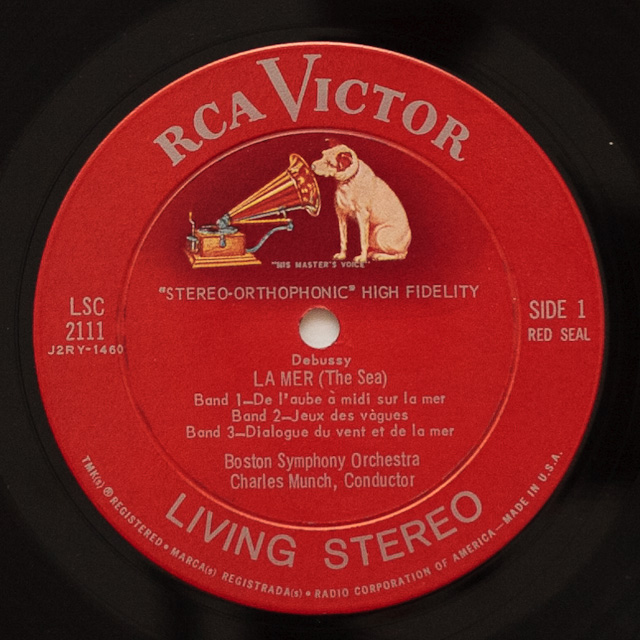 RCA VICTOR
"HIS MASTER'S VOICE"
"STEREO-ORTHOPHONIC" HIGH FIDELITY
LSC
2111
J2RY-1460
SIDE 1
RED SEAL
Debussy
LA MER (The Sea)
Band 1—De l'aube à midi sur la mer
Band 2—Jeux des vàgues
Band 3—Dialogue du vent et de la mer
Boston Symphony Orchestra
Charles Munch, Conductor
LIVING STEREO
TMK(s) ® REGISTERED • MARCA(s) REGISTRADA(s) • RADIO CORPORATION OF AMERICA—MADE IN U.S.A.